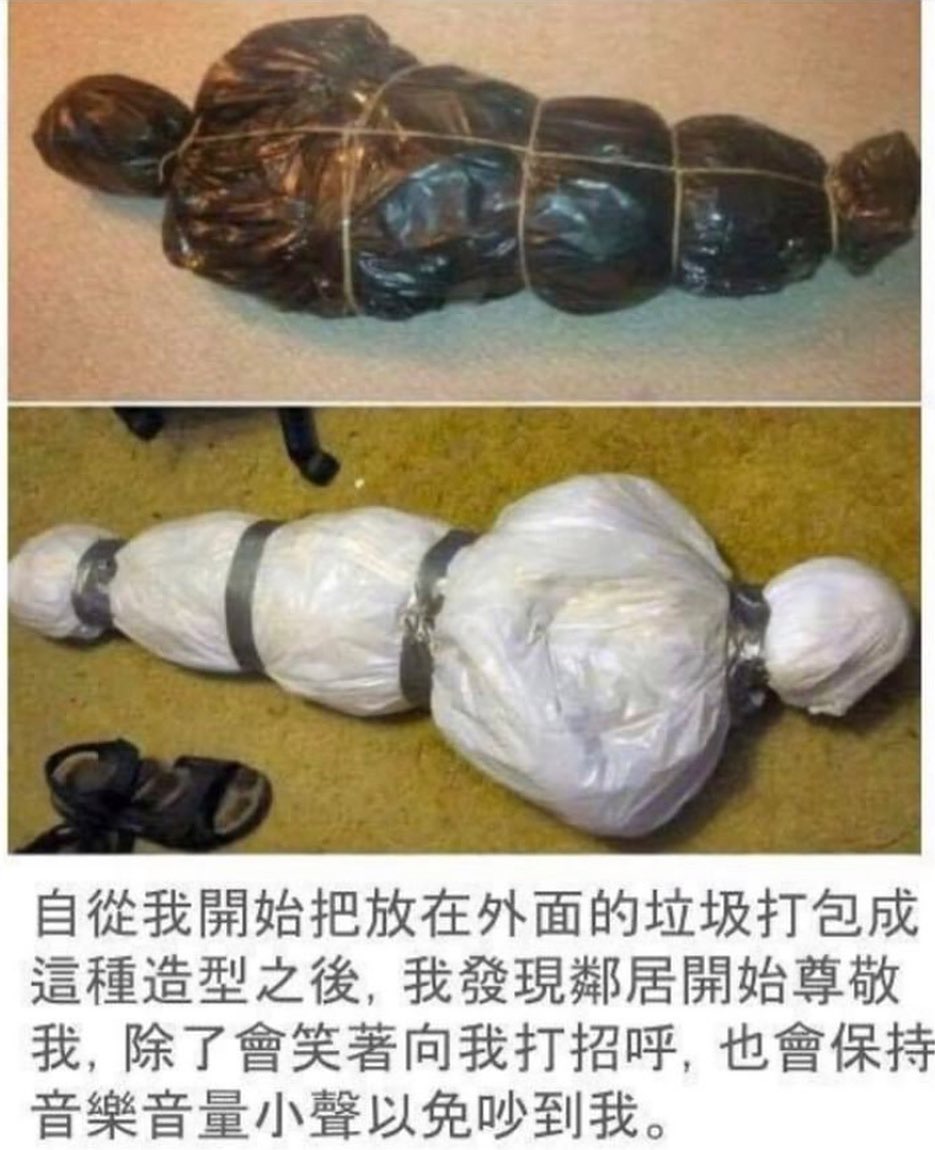 自從我開始把放在外面的垃圾打包成
這種造型之後, 我發現鄰居開始尊敬
我, 除了會笑著向我打招呼, 也會保持
音樂音量小聲以免吵到我。